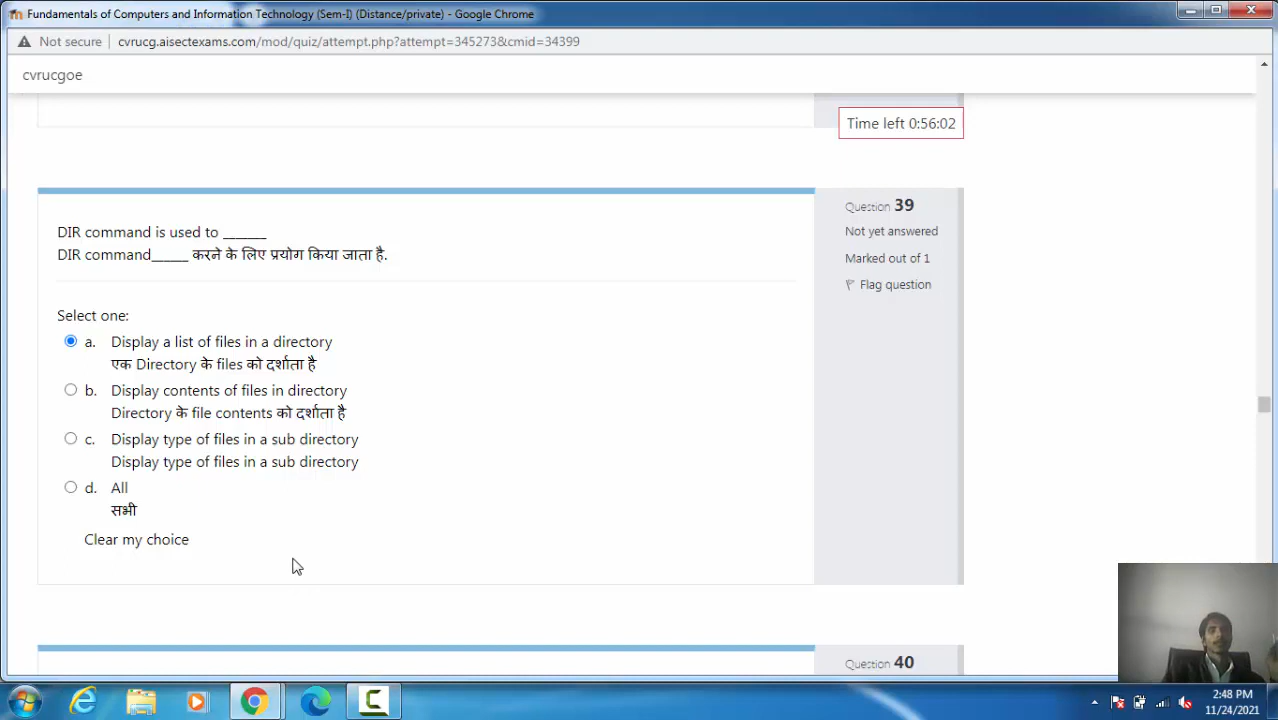 Fundamentals of Computers and Information Technology (Sem-I) (Distance/private) - Google Chrome
Not secure | cvrucg.aisectexams.com/mod/quiz/attempt.php?attempt=345273&cmid=34399
cvrucgoe
Time left 0:56:02
DIR command is used to _______
DIR command______ करने के लिए प्रयोग किया जाता है.
Question 39
Not yet answered
Marked out of 1
Flag question
Select one:
a. Display a list of files in a directory
एक Directory के files को दर्शाता है
b. Display contents of files in directory
Directory के file contents को दर्शाता है
c. Display type of files in a sub directory
Display type of files in a sub directory
d. All
सभी
Clear my choice
Question 40
2:48 PM
11/24/2021